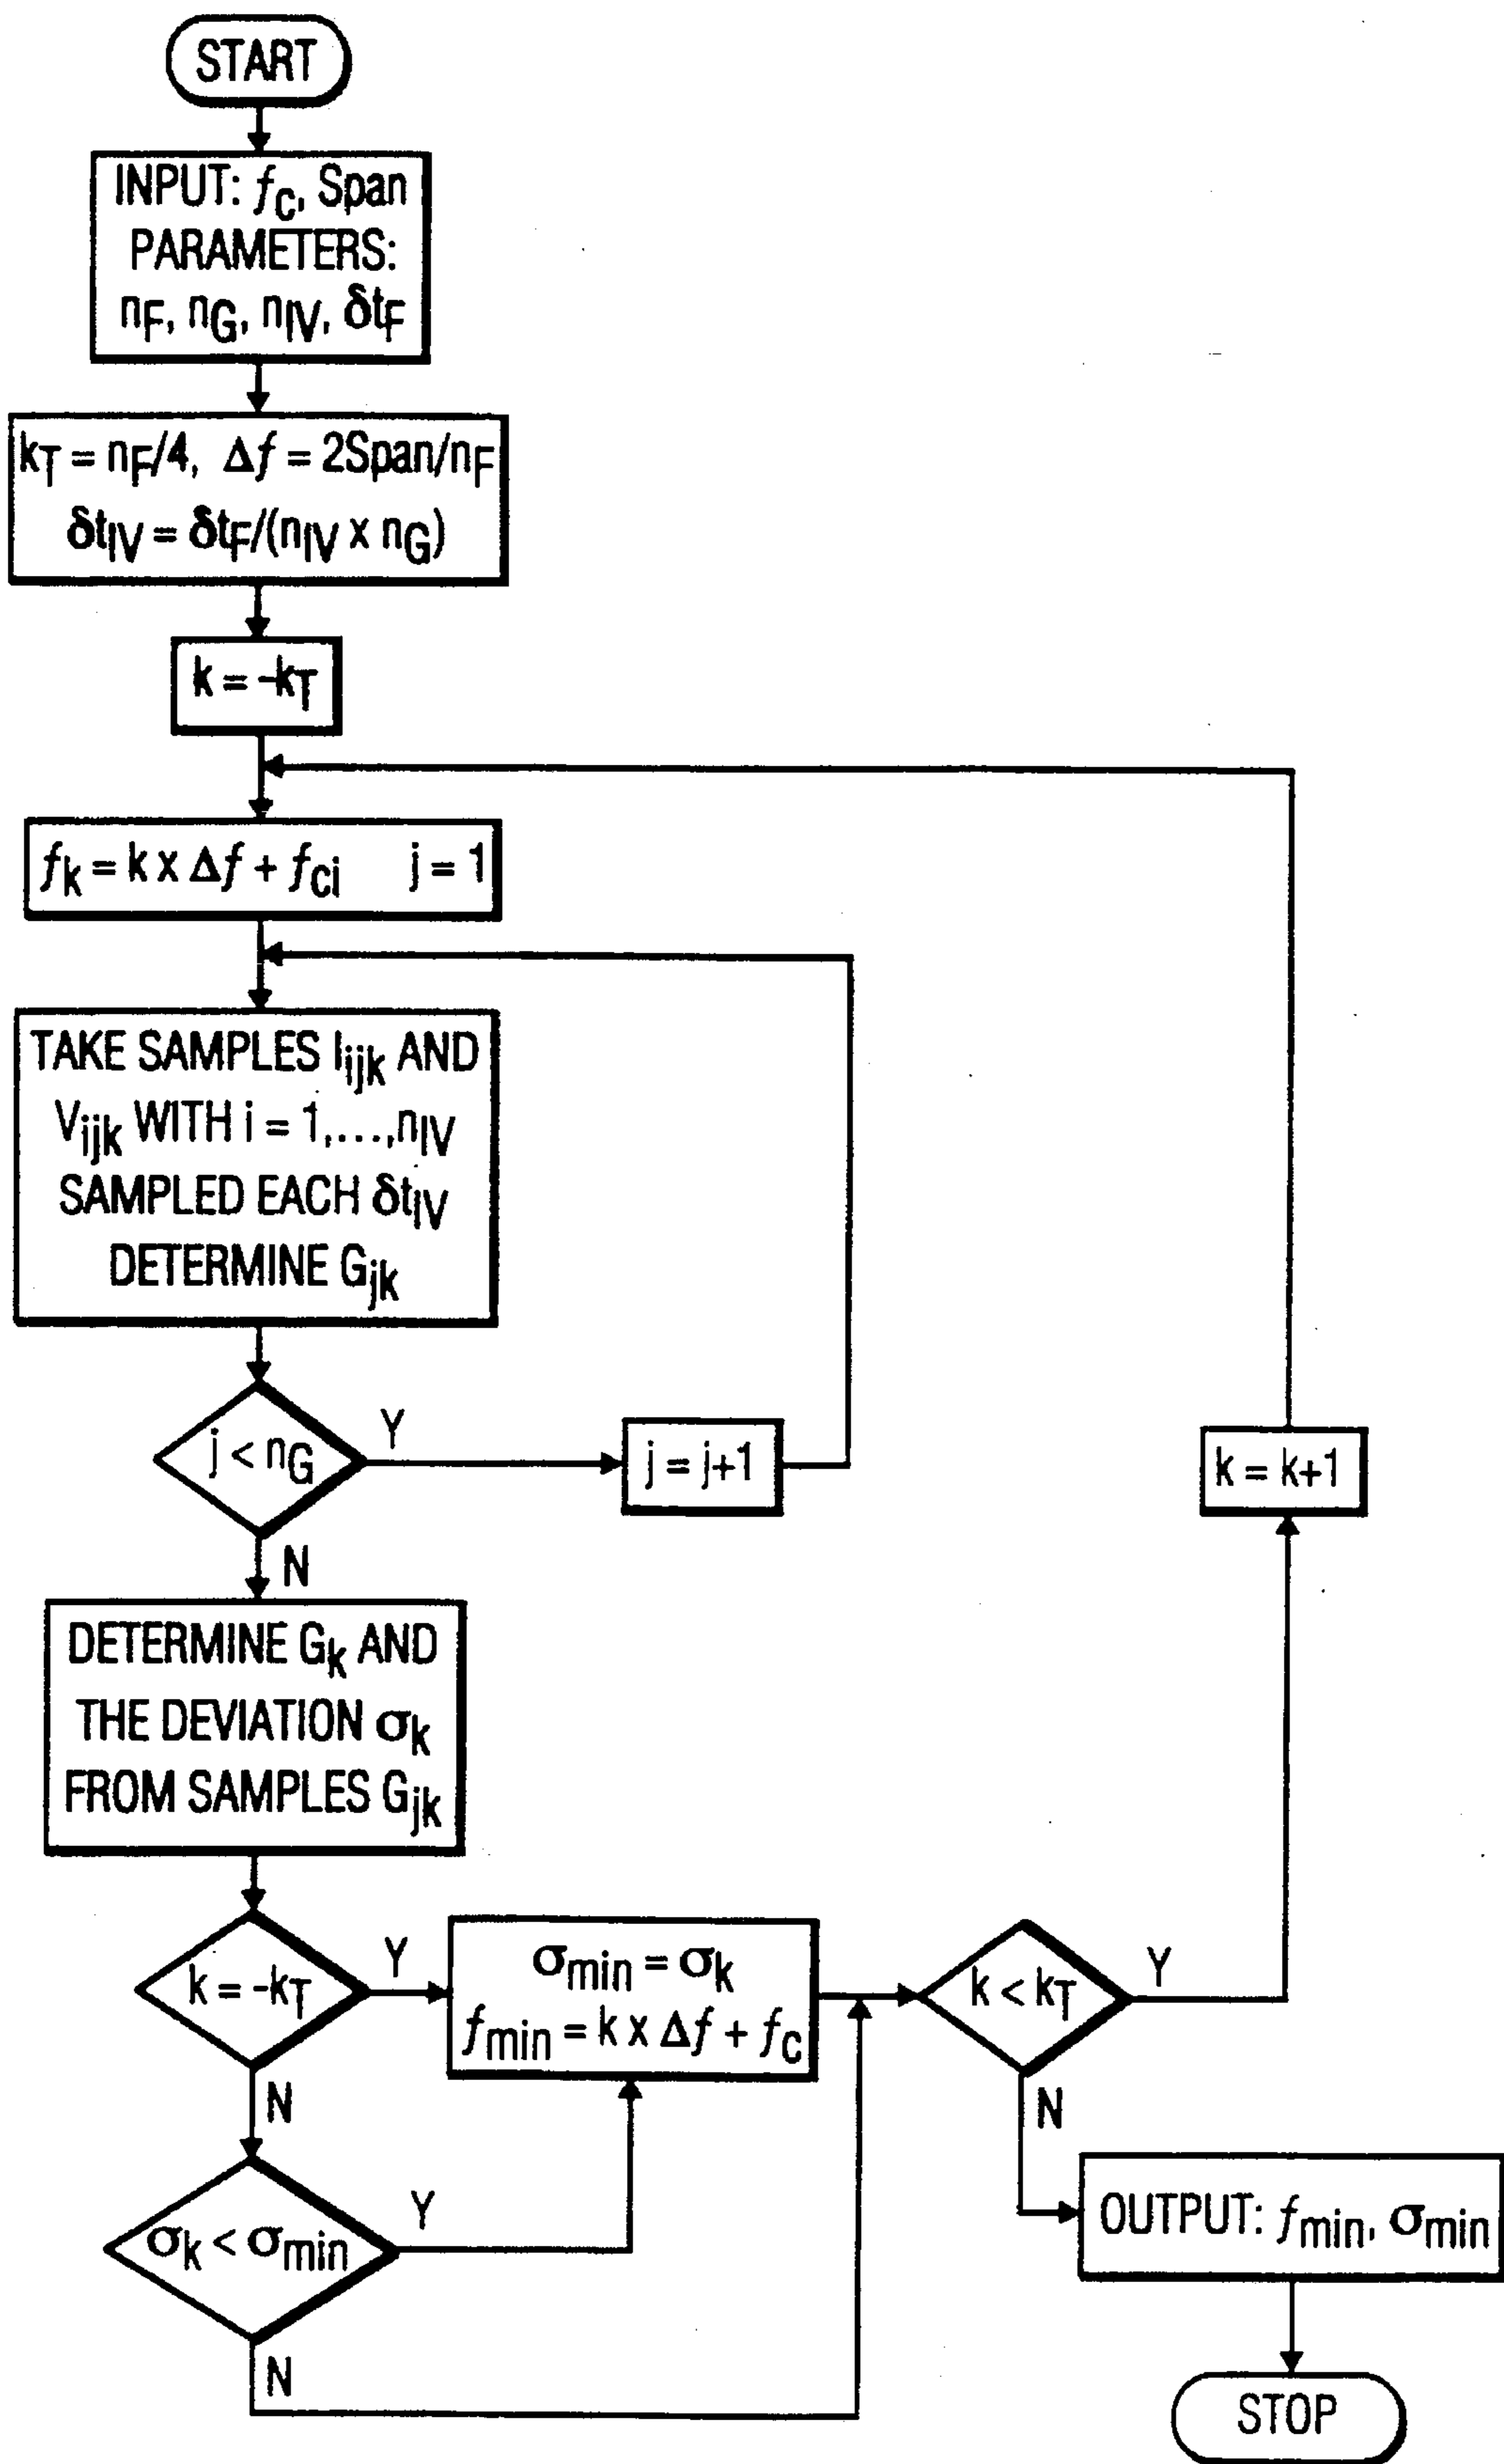 START
INPUT: fc, Span
PARAMETERS:
nF, nG, nIV, δtF
kT = nF/4, Δf = 2Span/nF
δtIV = δtF/(nIV x nG)
k = -kT
fk = k x Δf + fci j = 1
TAKE SAMPLES Iijk AND
Vijk WITH i = 1,...,nIV
SAMPLED EACH δtIV
DETERMINE Gjk
j < nG
Y
j = j+1
k = k+1
N
DETERMINE Gk AND
THE DEVIATION σk
FROM SAMPLES Gjk
k = -kT
Y
σmin = σk
fmin = k x Δf + fc
k < kT
Y
N
N
σk < σmin
Y
OUTPUT: fmin, σmin
N
STOP